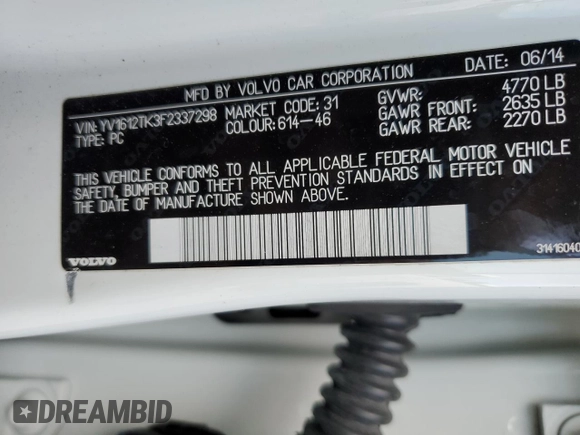 MFD BY VOLVO CAR CORPORATION DATE: 06/14
VIN: YV1612TK3F2337298 MARKET CODE: 31 GVWR: 4770 LB
TYPE: PC COLOUR: 614-46 GAWR FRONT: 2635 LB
GAWR REAR: 2270 LB
THIS VEHICLE CONFORMS TO ALL APPLICABLE FEDERAL MOTOR VEHICLE
SAFETY, BUMPER AND THEFT PREVENTION STANDARDS IN EFFECT ON
THE DATE OF MANUFACTURE SHOWN ABOVE.
VOLVO
31416040
DREAMBID